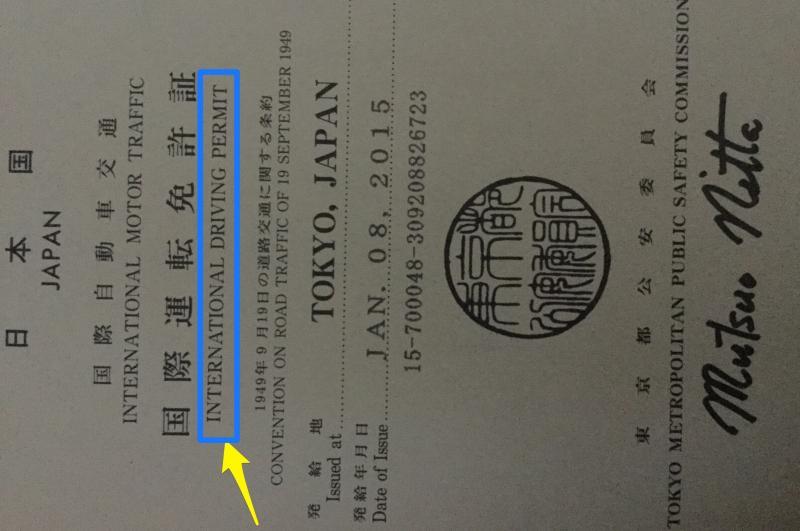 日本国
JAPAN
国際自動車交通
INTERNATIONAL MOTOR TRAFFIC
国際運転免許証
INTERNATIONAL DRIVING PERMIT
1949年9月19日の道路交通に関する条約
CONVENTION ON ROAD TRAFFIC OF 19 SEPTEMBER 1949
発給地
Issued at TOKYO, JAPAN
発給年月日
Date of Issue JAN. 08, 2015
15-700048-309208826723
東京都公安委員会
TOKYO METROPOLITAN PUBLIC SAFETY COMMISSION
Mutsuo Nitta